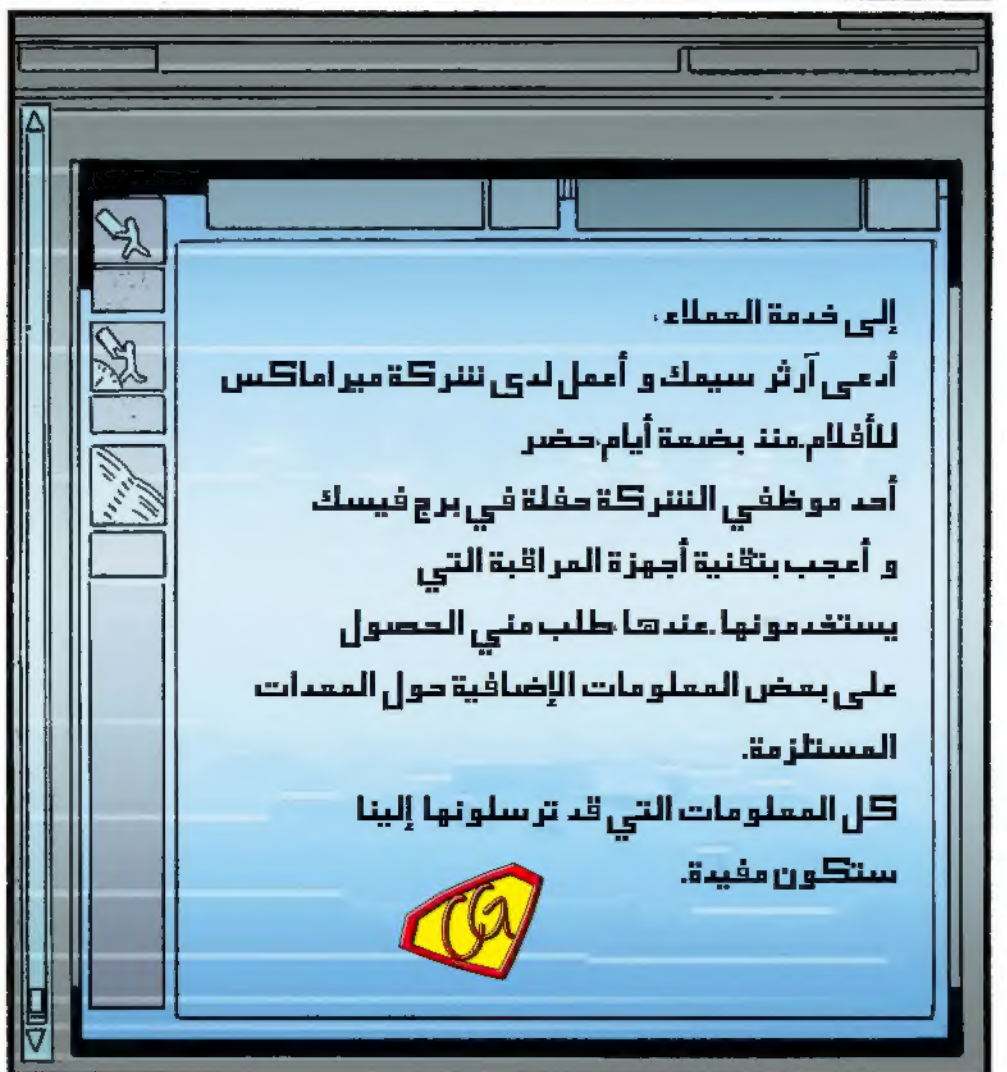 إلى خدمة العملاء،
أدعى آرثر سيمك و أعمل لدى شركة ميراماكس
للأفلام.منذ بضعة أيام،حضر
أحد موظفي الشركة حفلة في برج فيسك
و أعجب بتقنية أجهزة المراقبة التي
يستخدمونها.عندها،طلب مني الحصول
على بعض المعلومات الإضافية حول المعدات
المستلزمة.
كل المعلومات التي قد ترسلونها إلينا
ستكون مفيدة.
CG